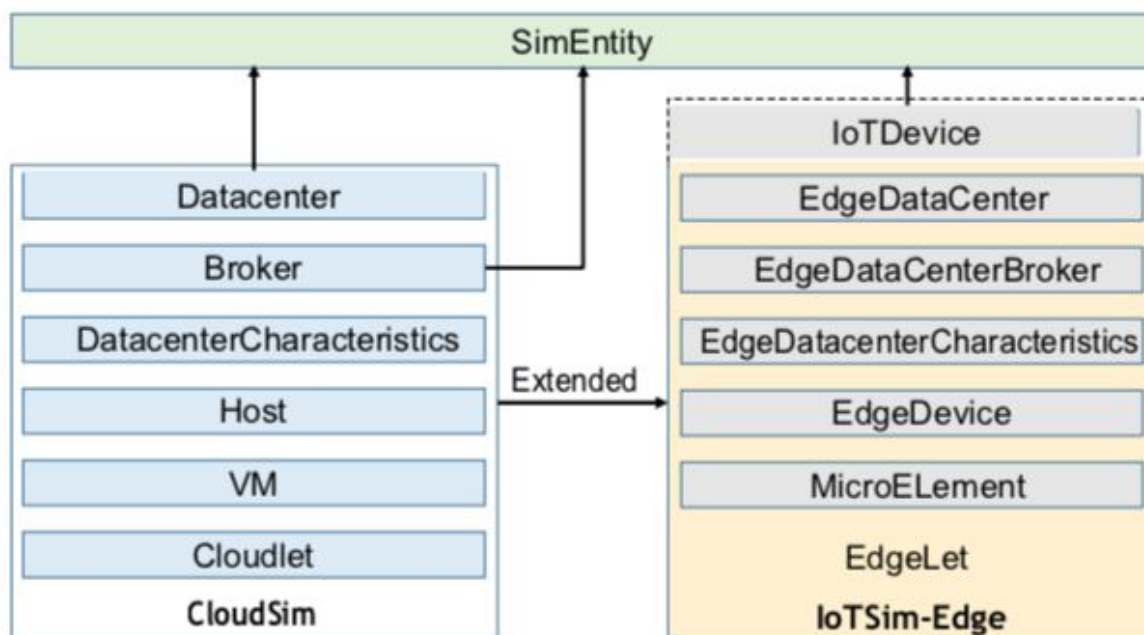 SimEntity
Datacenter
Broker
DatacenterCharacteristics
Host
VM
Cloudlet
CloudSim
Extended
IoTDevice
EdgeDataCenter
EdgeDataCenterBroker
EdgeDatacenterCharacteristics
EdgeDevice
MicroELement
EdgeLet
IoTSim-Edge